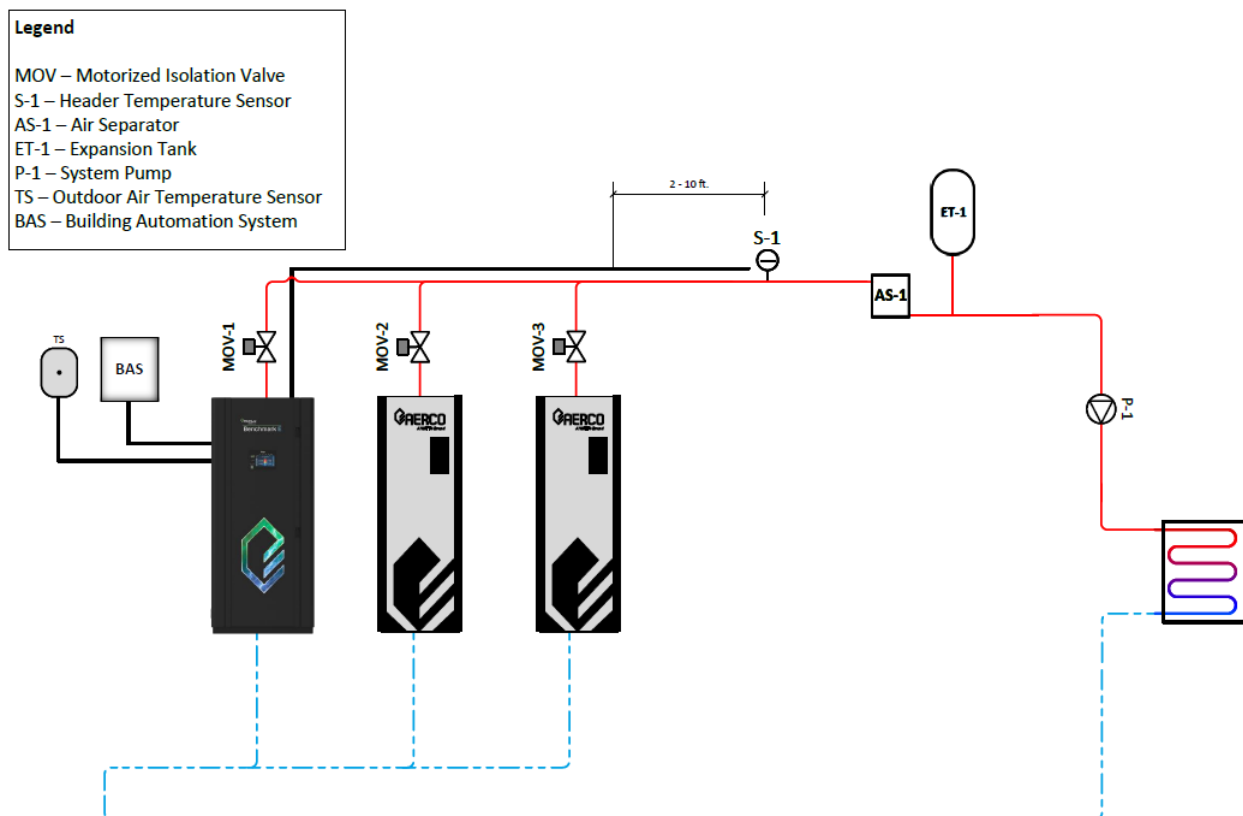 Legend
MOV – Motorized Isolation Valve
S-1 – Header Temperature Sensor
AS-1 – Air Separator
ET-1 – Expansion Tank
P-1 – System Pump
TS – Outdoor Air Temperature Sensor
BAS – Building Automation System
2 - 10 ft.
ET-1
S-1
AS-1
MOV-1
MOV-2
MOV-3
TS
BAS
P-1
Benchmark
AERCO
AERCO